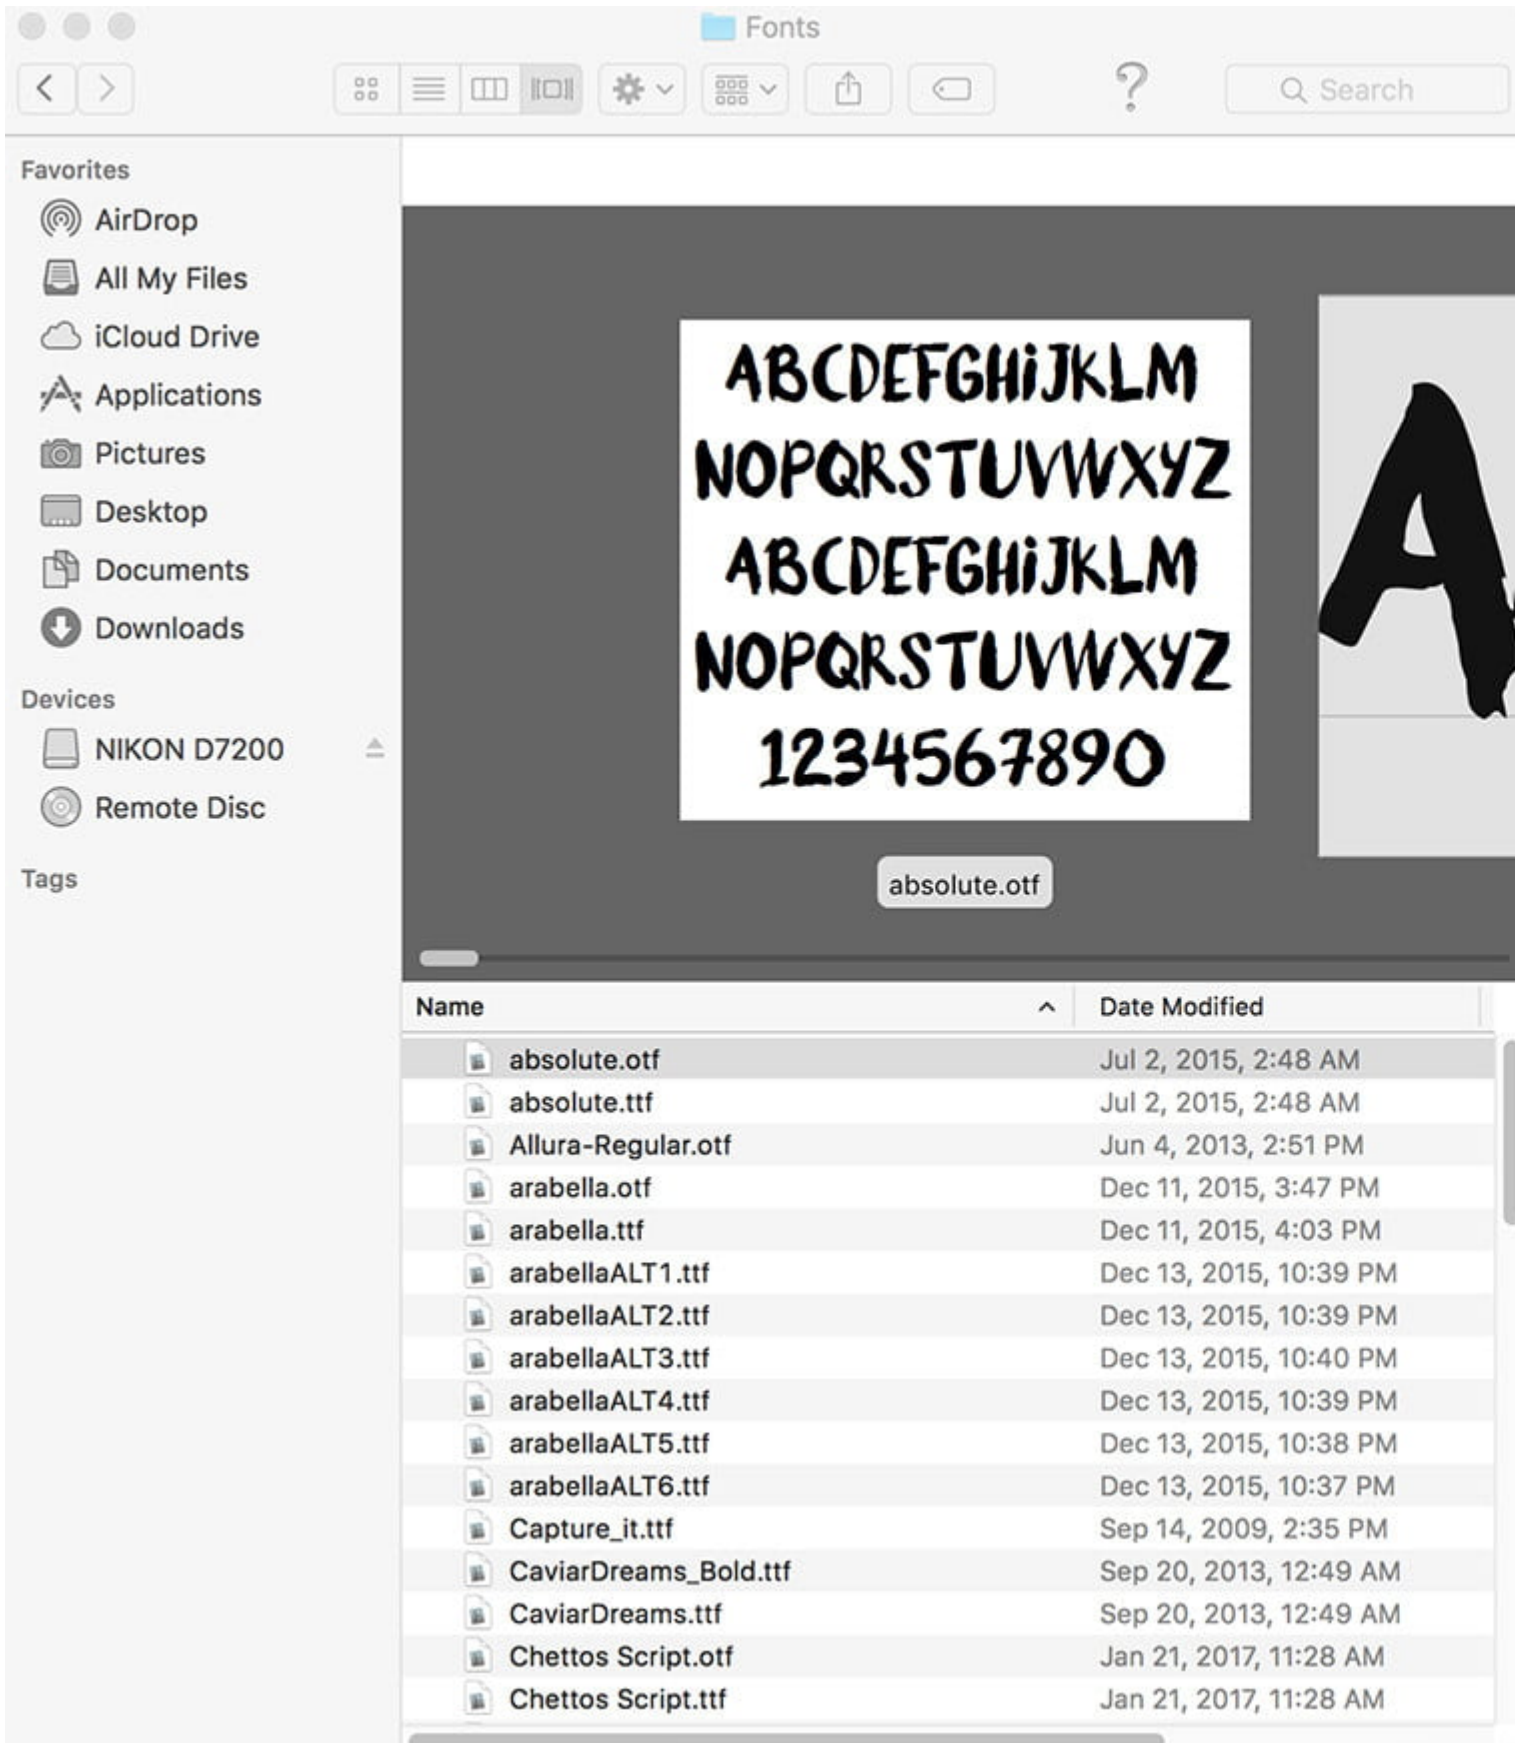 Fonts
? Search
Favorites
AirDrop
All My Files
iCloud Drive
Applications
Pictures
Desktop
Documents
Downloads
Devices
NIKON D7200
Remote Disc
Tags
ABCDEFGHiJKLM
NOPQRSTUVWXYZ
ABCDEFGHiJKLM
NOPQRSTUVWXYZ
1234567890
A
absolute.otf
Name Date Modified
absolute.otf Jul 2, 2015, 2:48 AM
absolute.ttf Jul 2, 2015, 2:48 AM
Allura-Regular.otf Jun 4, 2013, 2:51 PM
arabella.otf Dec 11, 2015, 3:47 PM
arabella.ttf Dec 11, 2015, 4:03 PM
arabellaALT1.ttf Dec 13, 2015, 10:39 PM
arabellaALT2.ttf Dec 13, 2015, 10:39 PM
arabellaALT3.ttf Dec 13, 2015, 10:40 PM
arabellaALT4.ttf Dec 13, 2015, 10:39 PM
arabellaALT5.ttf Dec 13, 2015, 10:38 PM
arabellaALT6.ttf Dec 13, 2015, 10:37 PM
Capture_it.ttf Sep 14, 2009, 2:35 PM
CaviarDreams_Bold.ttf Sep 20, 2013, 12:49 AM
CaviarDreams.ttf Sep 20, 2013, 12:49 AM
Chettos Script.otf Jan 21, 2017, 11:28 AM
Chettos Script.ttf Jan 21, 2017, 11:28 AM